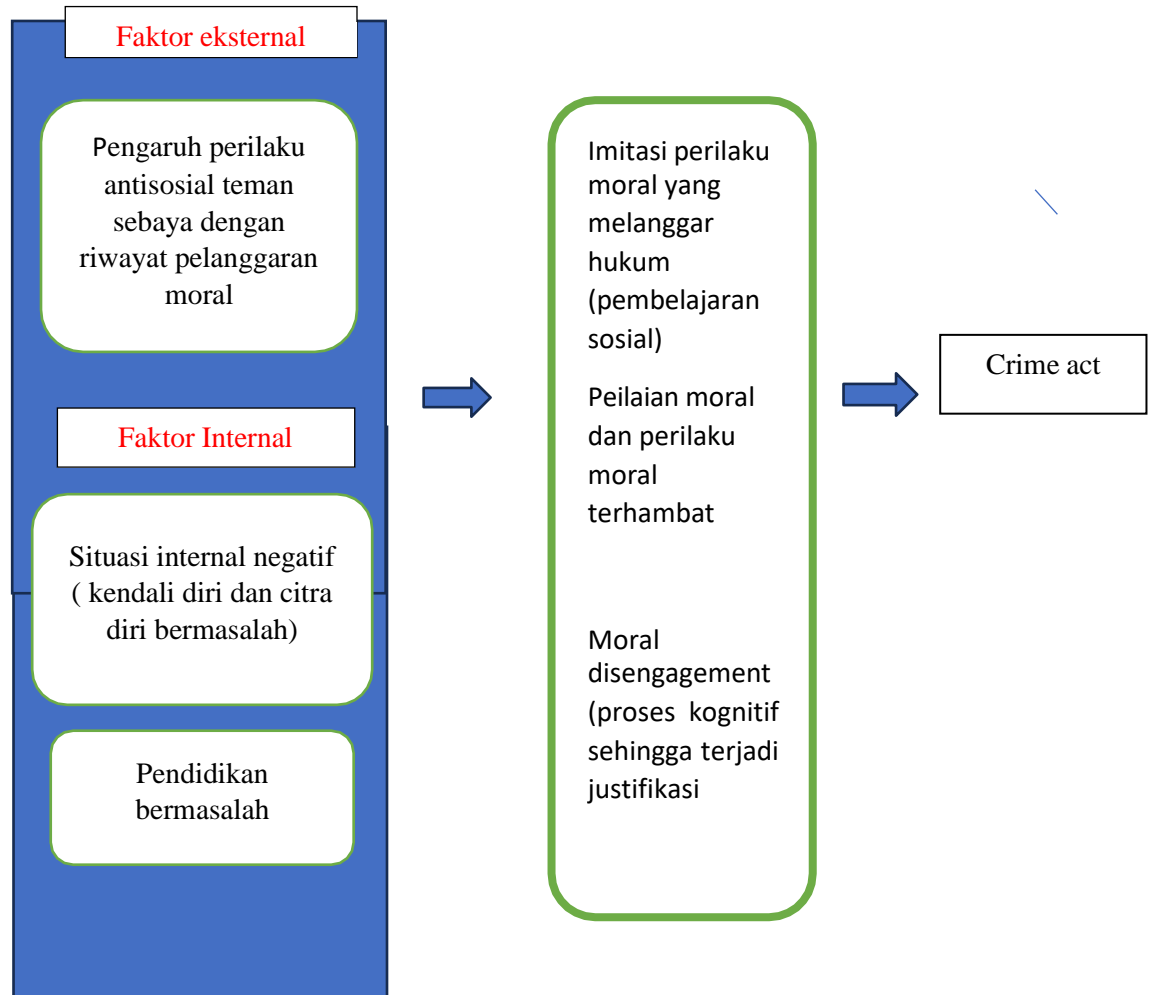 Faktor eksternal
Pengaruh perilaku
antisosial teman
sebaya dengan
riwayat pelanggaran
moral
Faktor Internal
Situasi internal negatif
( kendali diri dan citra
diri bermasalah)
Pendidikan
bermasalah
Imitasi perilaku
moral yang
melanggar
hukum
(pembelajaran
sosial)
Peilaian moral
dan perilaku
moral
terhambat
Moral
disengagement
(proses kognitif
sehingga terjadi
justifikasi
Crime act